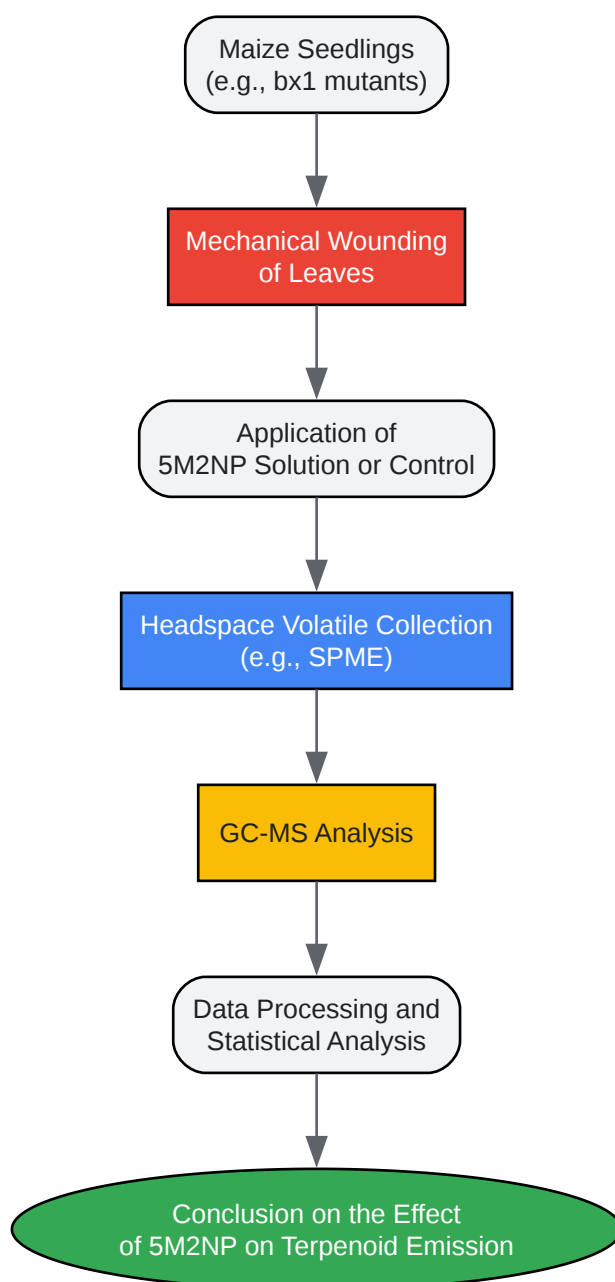 Maize Seedlings
(e.g., bx1 mutants)
Mechanical Wounding
of Leaves
Application of
5M2NP Solution or Control
Headspace Volatile Collection
(e.g., SPME)
GC-MS Analysis
Data Processing and
Statistical Analysis
Conclusion on the Effect
of 5M2NP on Terpenoid Emission